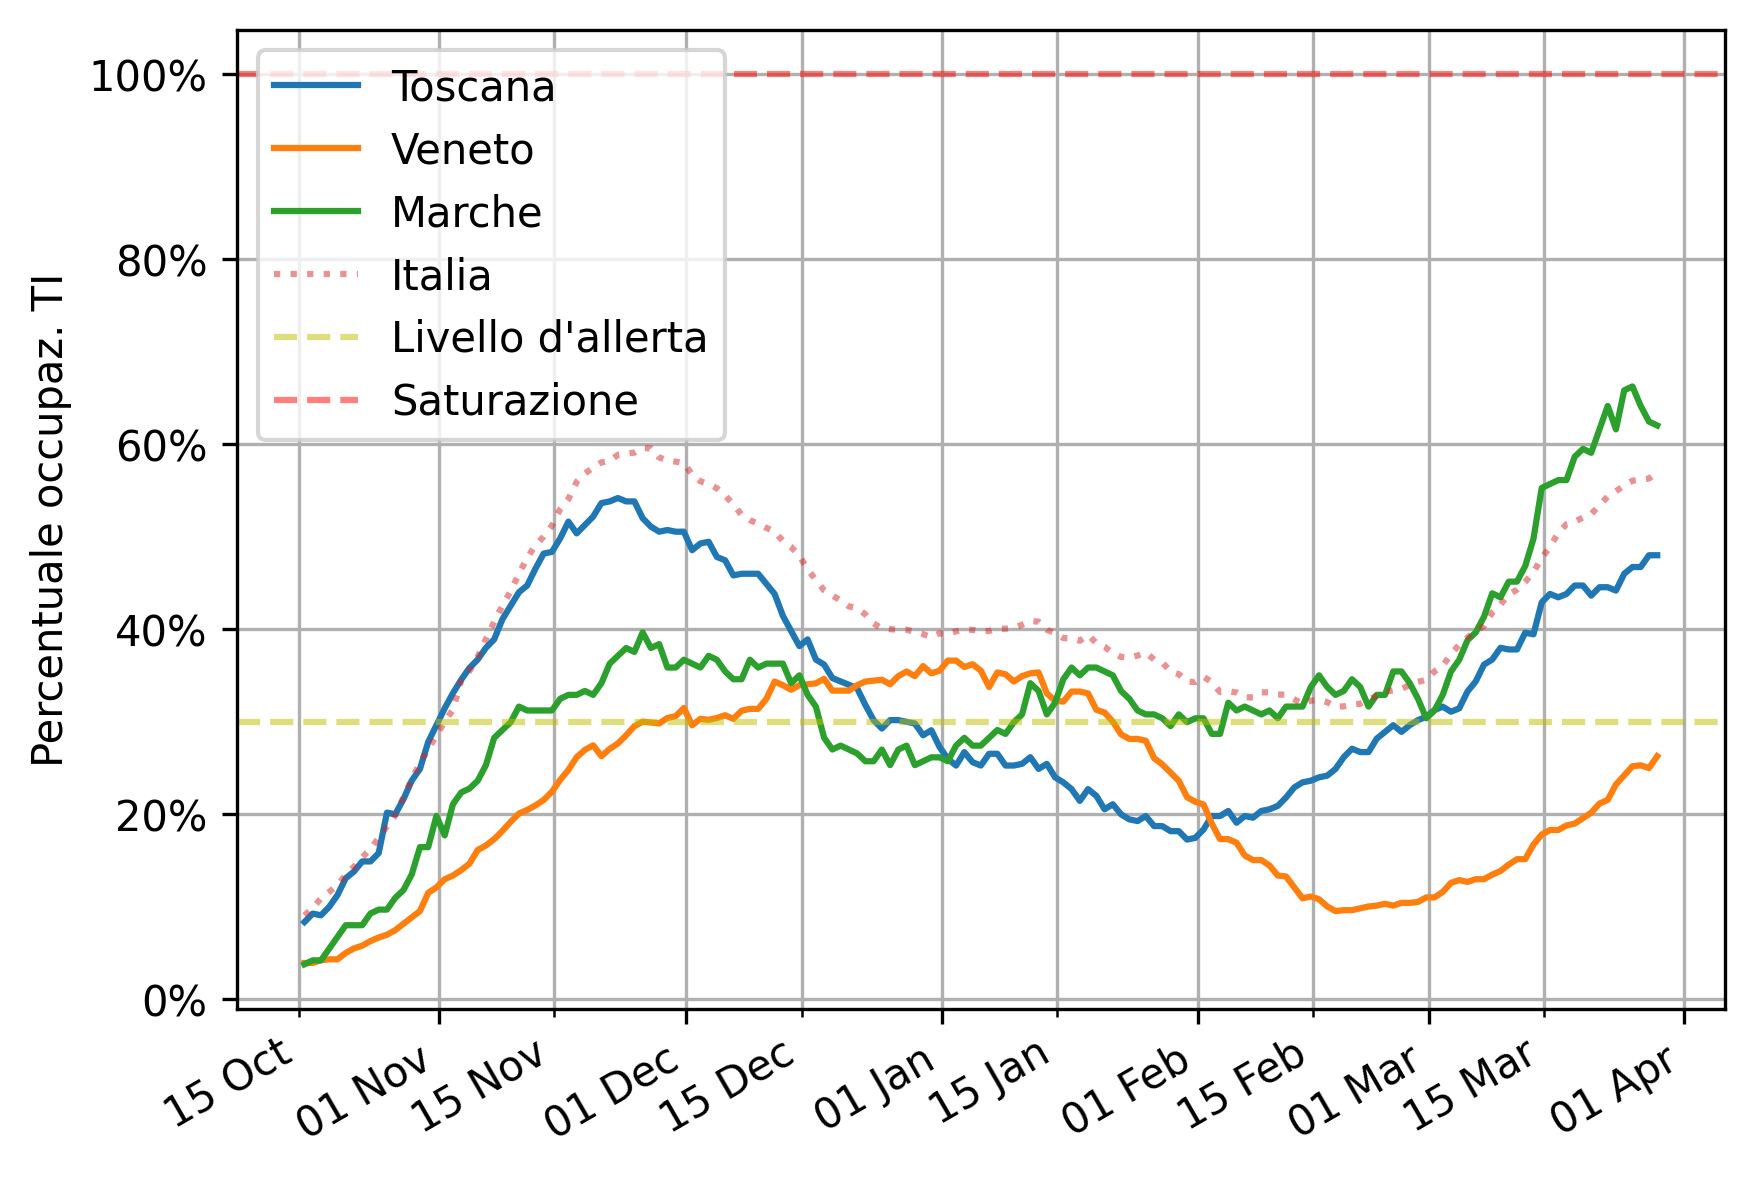 Percentuale occupaz. TI
100%
80%
60%
40%
20%
0%
Toscana
Veneto
Marche
Italia
Livello d'allerta
Saturazione
15 Oct
01 Nov
15 Nov
01 Dec
15 Dec
01 Jan
15 Jan
01 Feb
15 Feb
01 Mar
15 Mar
01 Apr